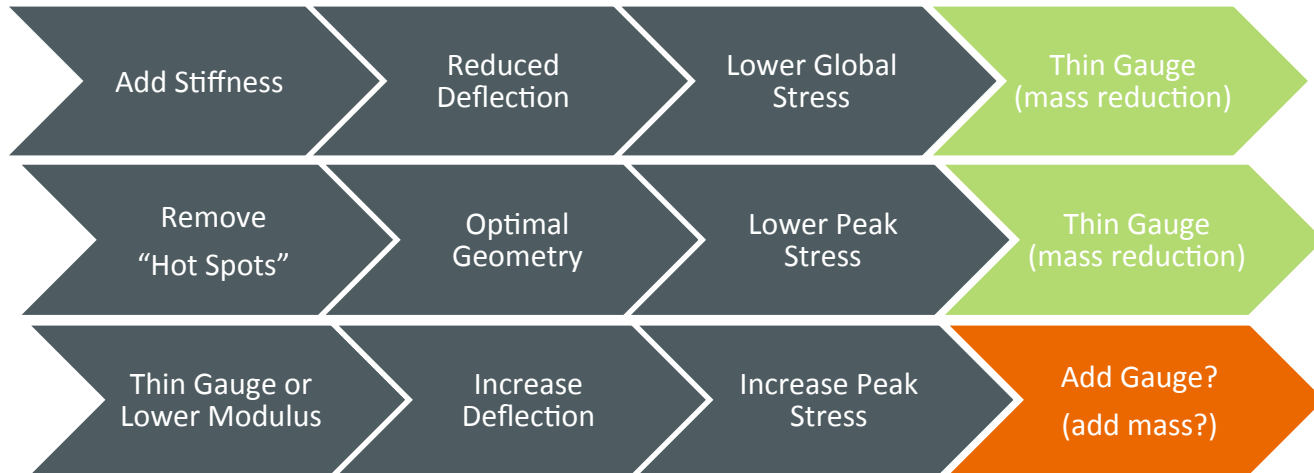 Add Stiffness
Reduced
Deflection
Lower Global
Stress
Thin Gauge
(mass reduction)
Remove
“Hot Spots”
Optimal
Geometry
Lower Peak
Stress
Thin Gauge
(mass reduction)
Thin Gauge or
Lower Modulus
Increase
Deflection
Increase Peak
Stress
Add Gauge?
(add mass?)